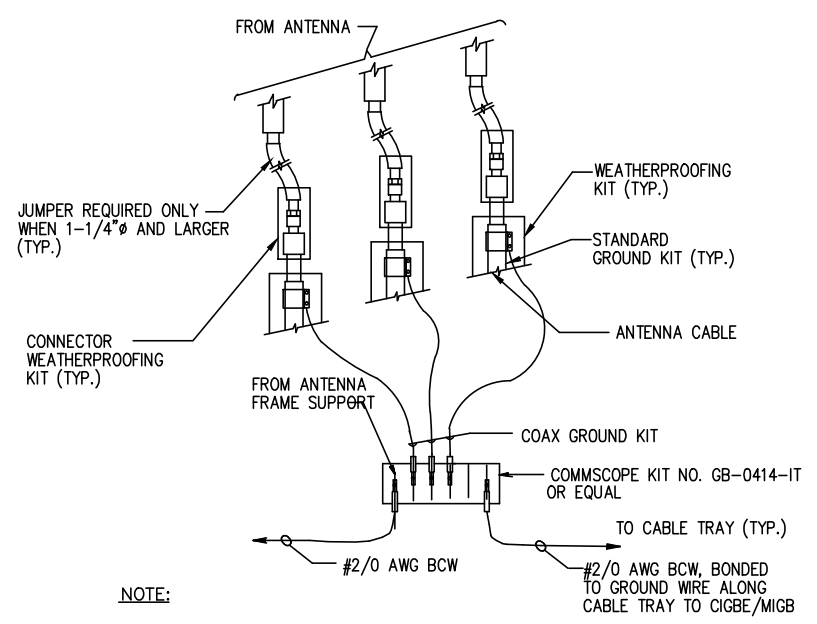 FROM ANTENNA
WEATHERPROOFING
KIT (TYP.)
JUMPER REQUIRED ONLY
WHEN 1-1/4"ø AND LARGER
(TYP.)
STANDARD
GROUND KIT (TYP.)
ANTENNA CABLE
CONNECTOR
WEATHERPROOFING
KIT (TYP.)
FROM ANTENNA
FRAME SUPPORT
COAX GROUND KIT
COMMSCOPE KIT NO. GB-0414-IT
OR EQUAL
TO CABLE TRAY (TYP.)
#2/0 AWG BCW
#2/0 AWG BCW, BONDED
TO GROUND WIRE ALONG
CABLE TRAY TO CIGBE/MIGB
NOTE: